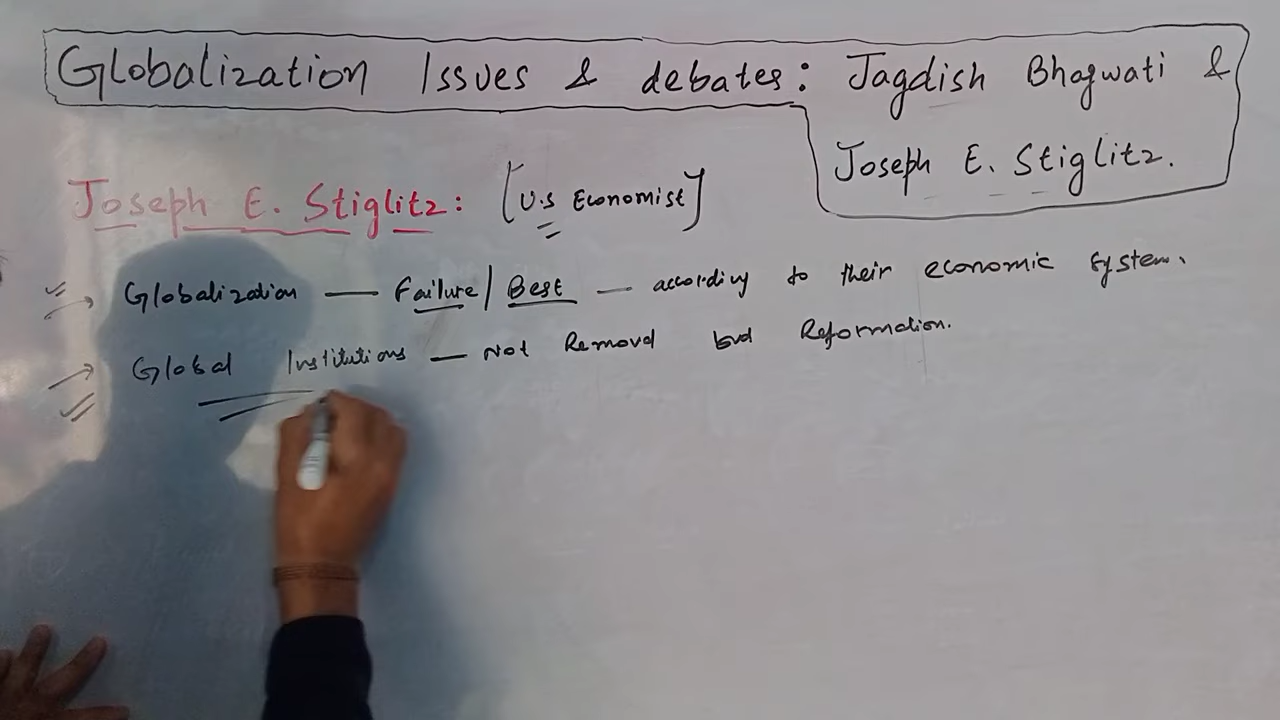 Globalization Issues & debates: Jagdish Bhagwati &
Joseph E. Stiglitz.
Joseph E. Stiglitz: [U.S Economist]
Globalization — Failure/Best — according to their economic system.
Global Institutions — Not Removal but Reformation.